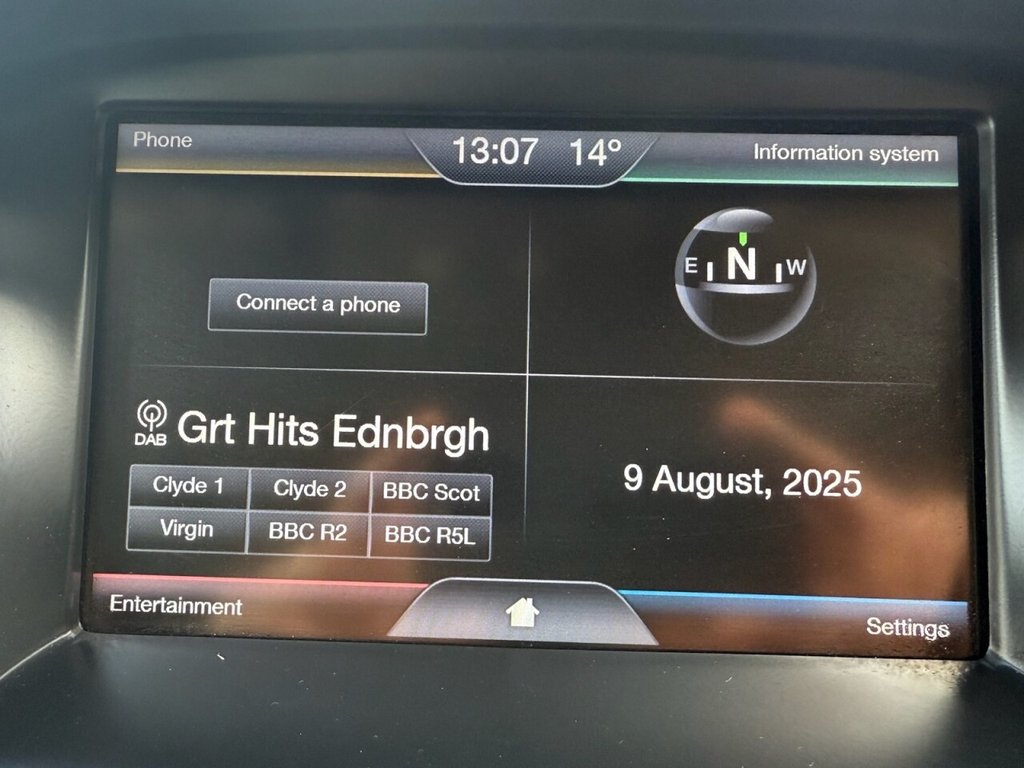 Phone
13:07 14°
Information system
E N W
Connect a phone
DAB
Grt Hits Ednbrgh
Clyde 1 Clyde 2 BBC Scot
Virgin BBC R2 BBC R5L
9 August, 2025
Entertainment
Settings